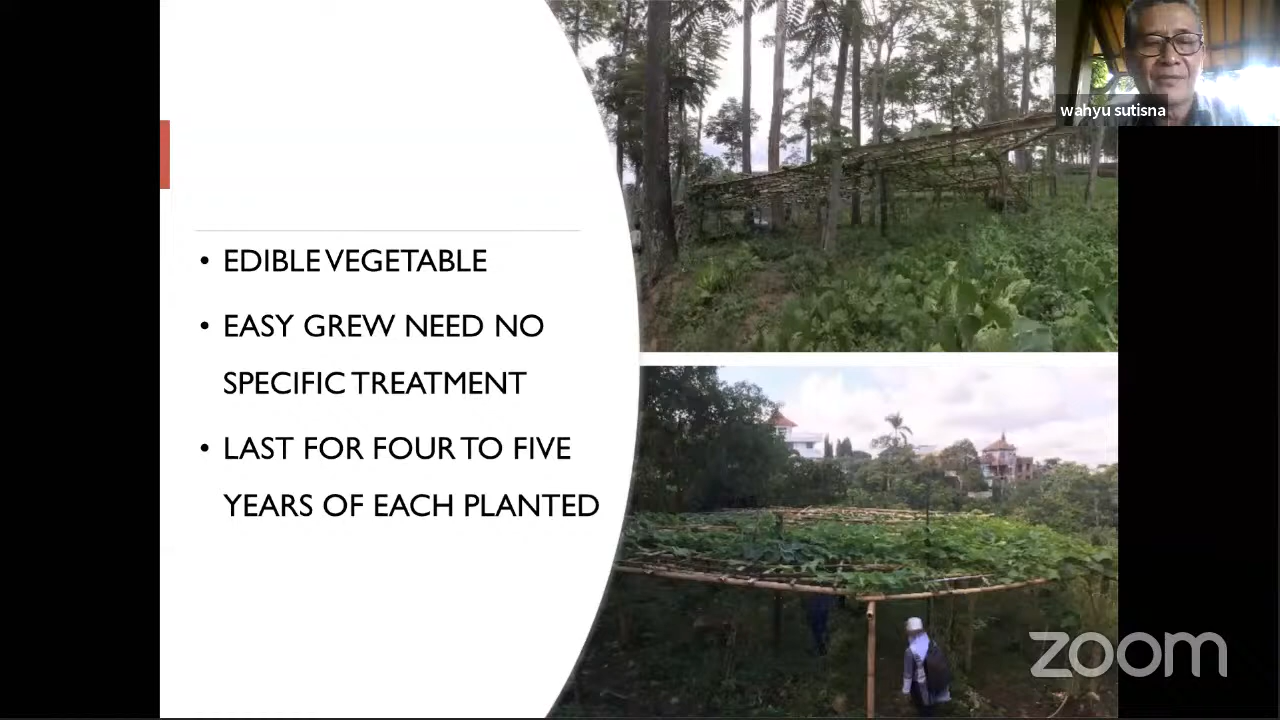 wahyu sutisna
• EDIBLE VEGETABLE
• EASY GREW NEED NO
SPECIFIC TREATMENT
• LAST FOR FOUR TO FIVE
YEARS OF EACH PLANTED
zoom